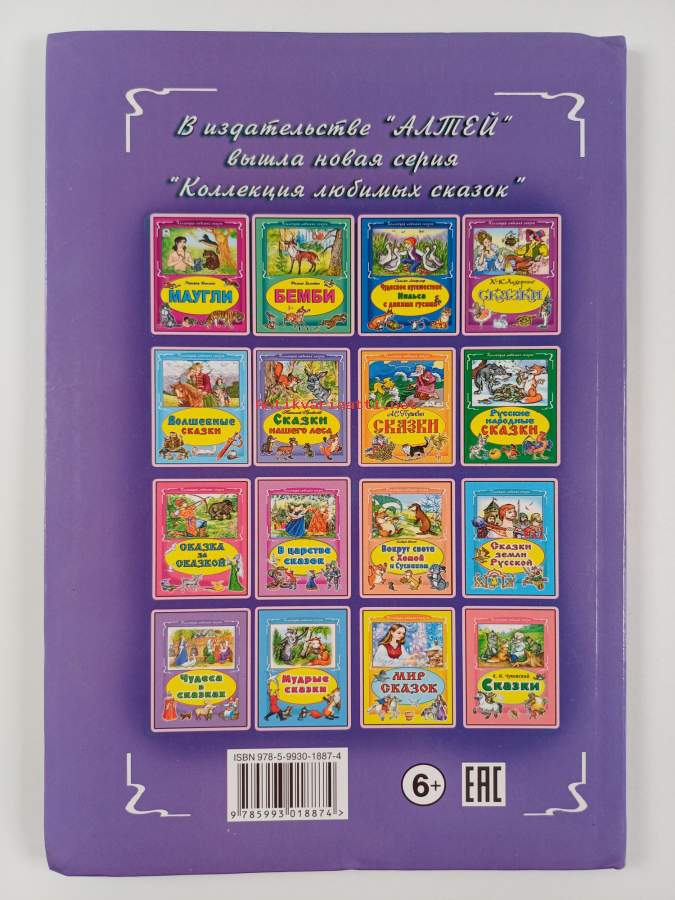 В издательстве "АЛТЕЙ"
вышла новая серия
"Коллекция любимых сказок"
МАУГЛИ
БЕМБИ
Чудесное путешествие
Нильса
с дикими гусями
Х-К.Андерсен
СКАЗКИ
Волшебные
сказки
Сказки
нашего леса
А.С.Пушкин
СКАЗКИ
Русские
народные
СКАЗКИ
antikvariaatti.net
СКАЗКА
за
СКАЗКОЙ
В царстве
сказок
Вокруг света
с Хомой
и Сусликом
Сказки
земли
Русской
Чудеса
в
сказках
Мудрые
сказки
МИР
СКАЗОК
К. И. Чуковский
Сказки
ISBN 978-5-9930-1887-4
9 785993 018874 >
6+
EAC